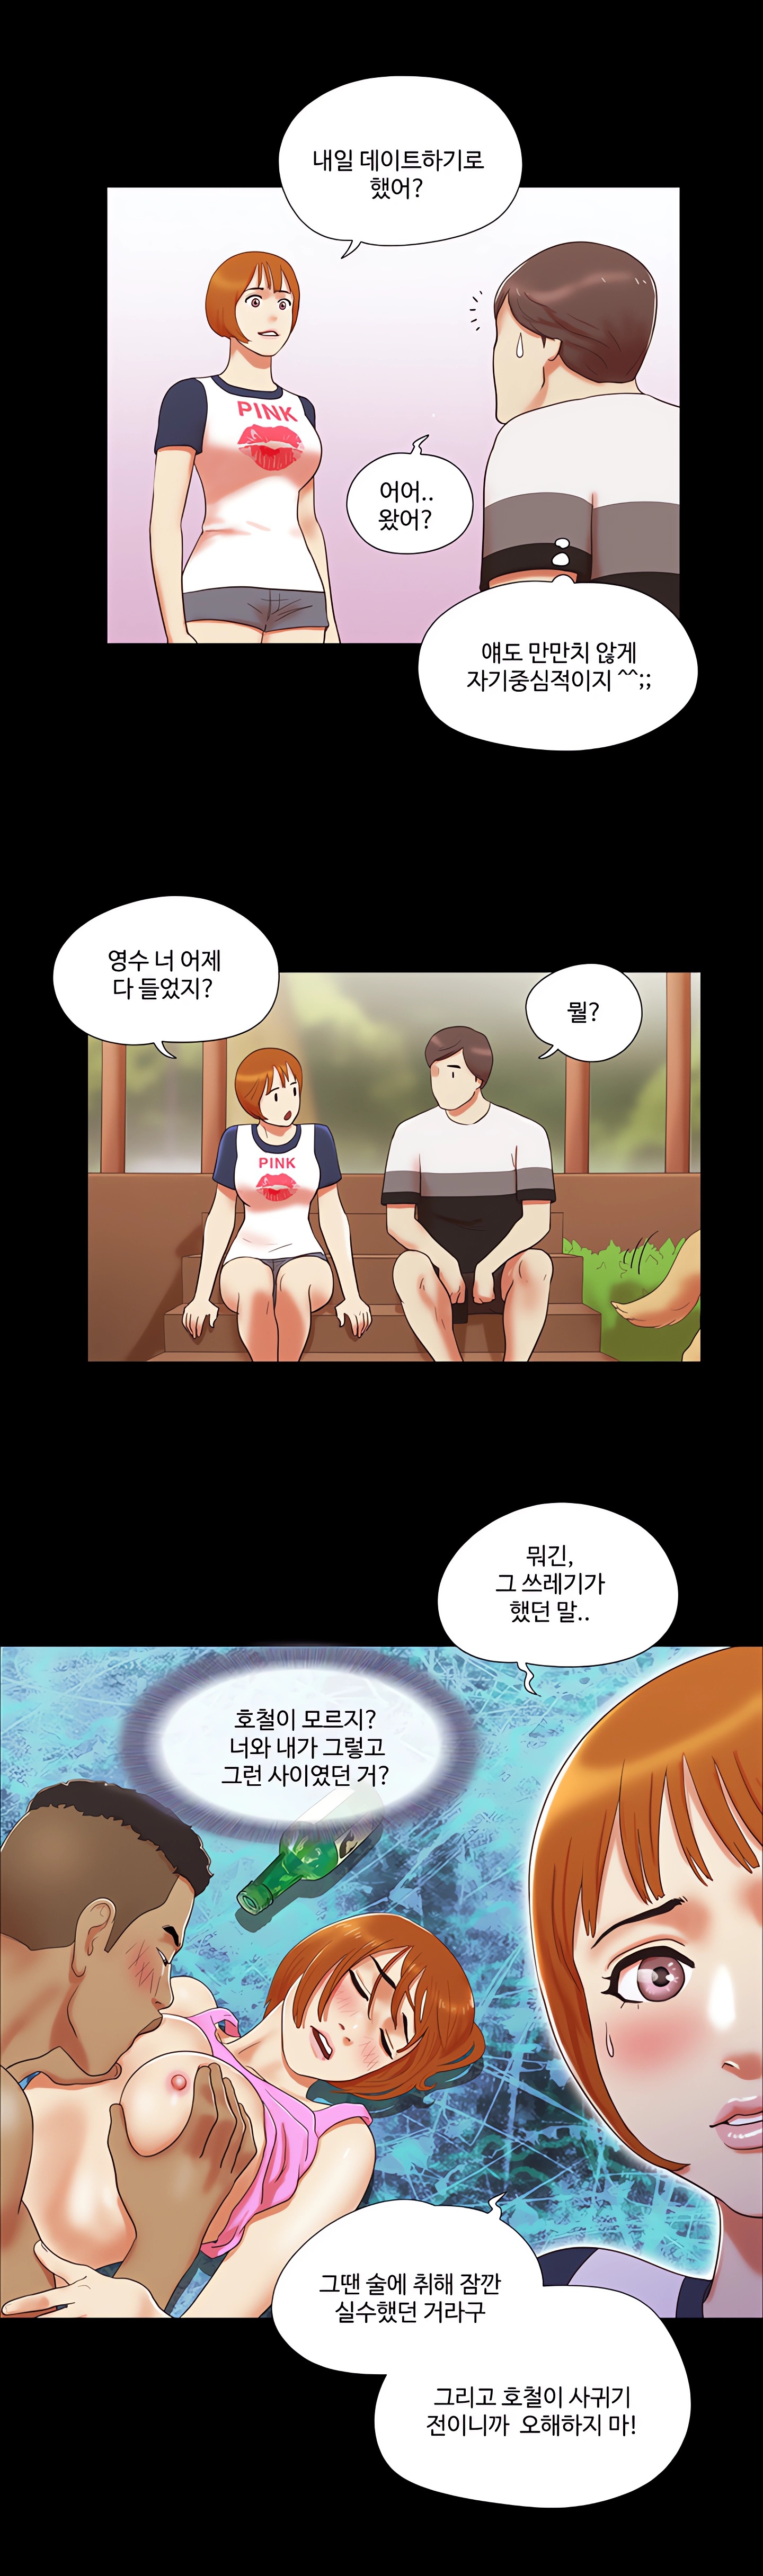 내일 데이트하기로
했어?
PINK
어어..
왔어?
얘도 만만치 않게
자기중심적이지 ^^;;
영수 너 어제
다 들었지?
뭘?
PINK
뭐긴,
그 쓰레기가
했던 말..
호철이 모르지?
너와 내가 그렇고
그런 사이였던 거?
그땐 술에 취해 잠깐
실수했던 거라구
그리고 호철이 사귀기
전이니까 오해하지 마!